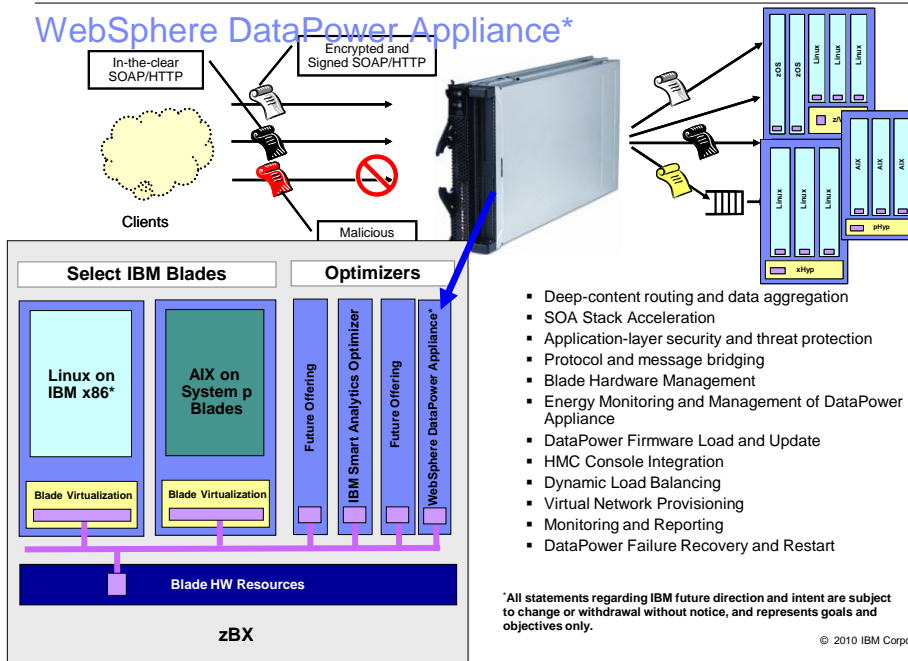 WebSphere DataPower Appliance*
In-the-clear
SOAP/HTTP
Encrypted and
Signed SOAP/HTTP
Clients
Malicious
zOS
zOS
Linux
Linux
Linux
Linux
Linux
Linux
xHyp
AIX
AIX
AIX
pHyp
Select IBM Blades
Optimizers
Linux on
IBM x86*
Blade Virtualization
AIX on
System p
Blades
Blade Virtualization
Future Offering
IBM Smart Analytics Optimizer
Future Offering
WebSphere DataPower Appliance*
Blade HW Resources
zBX
▪ Deep-content routing and data aggregation
▪ SOA Stack Acceleration
▪ Application-layer security and threat protection
▪ Protocol and message bridging
▪ Blade Hardware Management
▪ Energy Monitoring and Management of DataPower
Appliance
▪ DataPower Firmware Load and Update
▪ HMC Console Integration
▪ Dynamic Load Balancing
▪ Virtual Network Provisioning
▪ Monitoring and Reporting
▪ DataPower Failure Recovery and Restart
*All statements regarding IBM future direction and intent are subject
to change or withdrawal without notice, and represents goals and
objectives only.
© 2010 IBM Corpo